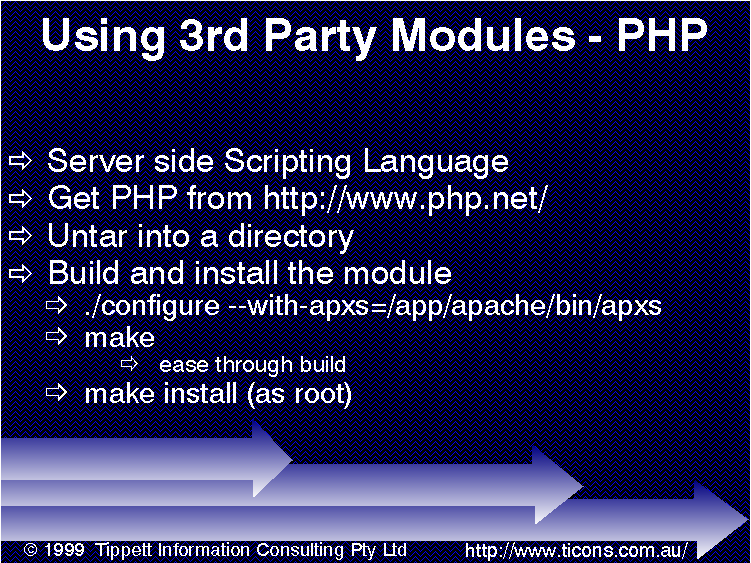 Using 3rd Party Modules - PHP
Server side Scripting Language
Get PHP from http://www.php.net/
Untar into a directory
Build and install the module
./configure --with-apxs=/app/apache/bin/apxs
make
ease through build
make install (as root)
© 1999 Tippett Information Consulting Pty Ltd
http://www.ticons.com.au/